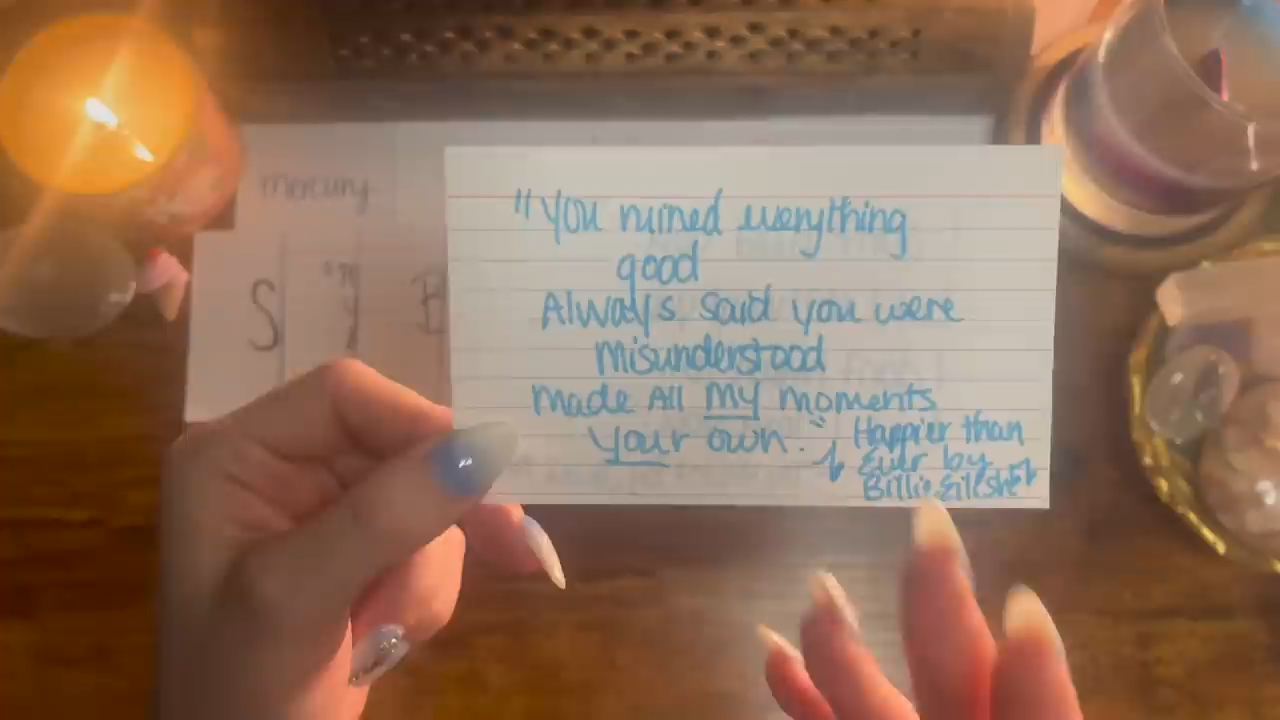 mercury
S
B
"You ruined everything
good
Always said you were
Misunderstood
Made All My moments
your own."
Happier than
Ever by
Billie Eilish